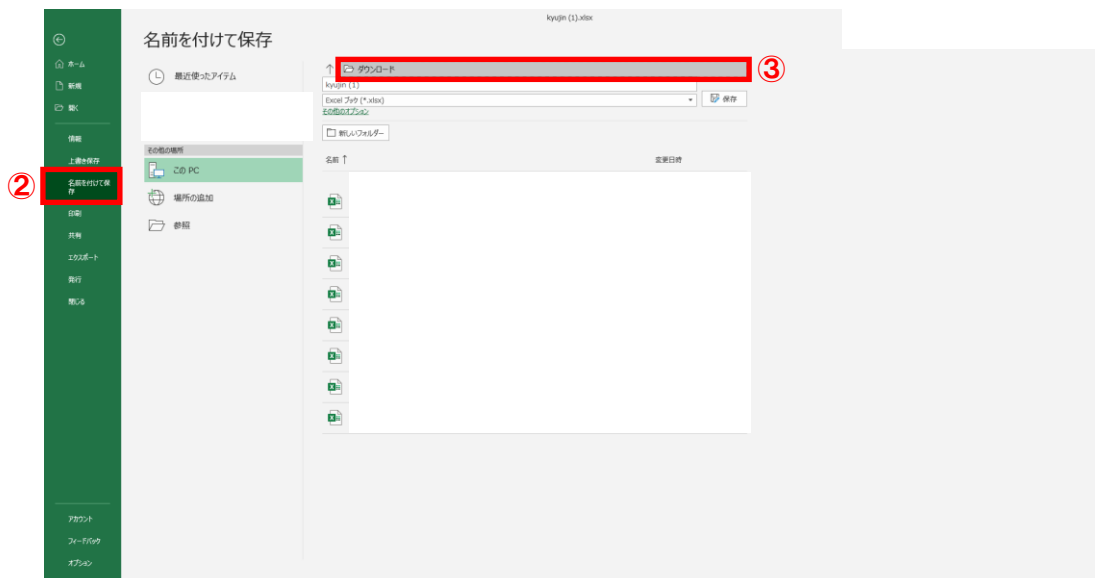 kyujin (1).xlsx
名前を付けて保存
ホーム
新規
開く
情報
上書き保存
②
名前を付けて保
存
印刷
共有
エクスポート
発行
閉じる
アカウント
フィードバック
オプション
最近使ったアイテム
その他の場所
この PC
場所の追加
参照
↑ ダウンロード
③
kyujin (1)
Excel ブック (*.xlsx)
保存
その他のオプション
新しいフォルダー
名前 ↑ 変更日時